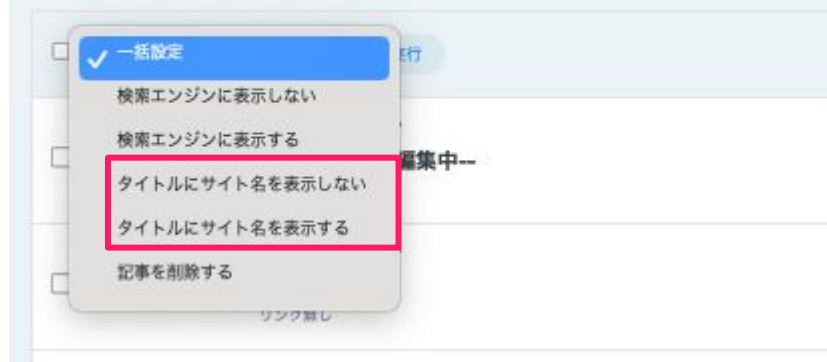 一括設定
行
検索エンジンに表示しない
検索エンジンに表示する
編集中--
タイトルにサイト名を表示しない
タイトルにサイト名を表示する
記事を削除する
リンク無し